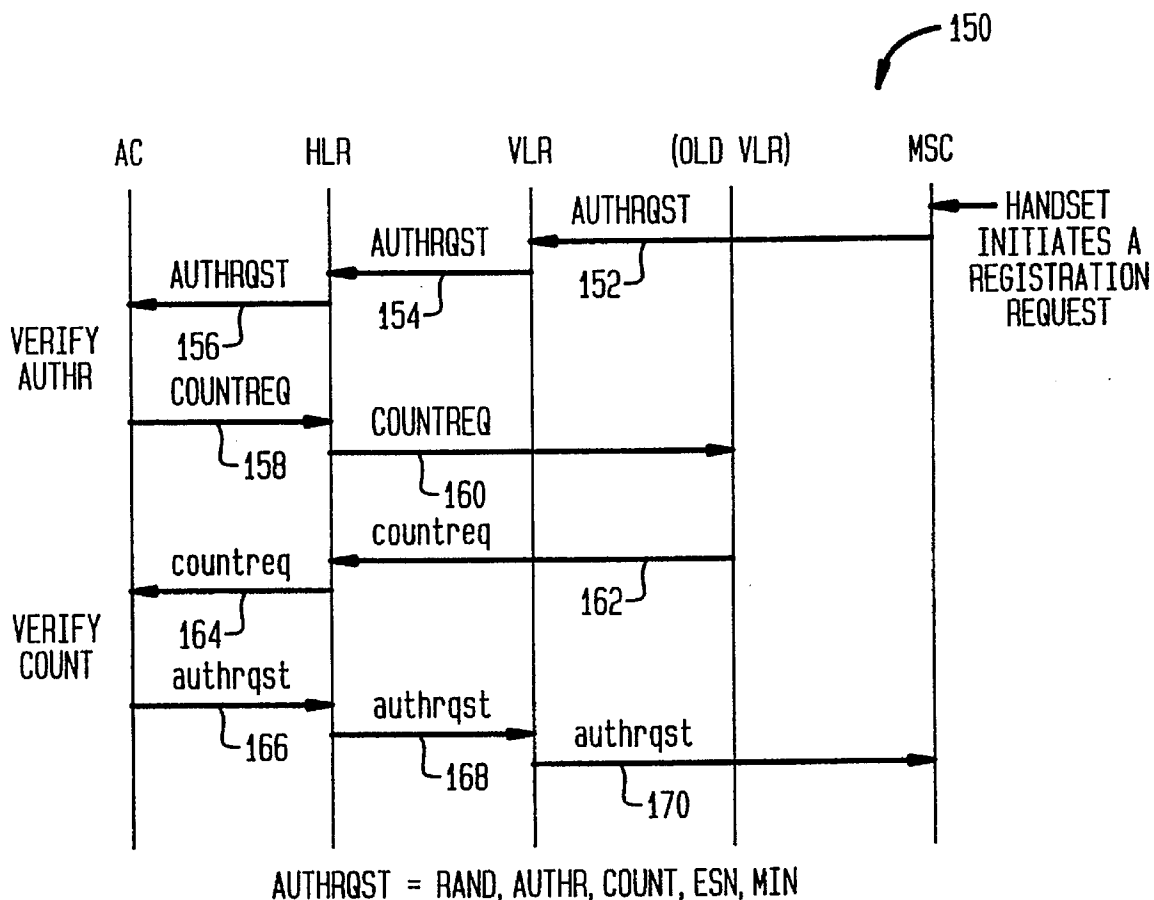 150
AC HLR VLR (OLD VLR) MSC
HANDSET
INITIATES A
REGISTRATION
REQUEST
AUTHRQST
152
AUTHRQST
154
AUTHRQST
156
VERIFY
AUTHR
COUNTREQ
158
COUNTREQ
160
countreq
162
countreq
164
VERIFY
COUNT
authrqst
166
authrqst
168
authrqst
170
AUTHRQST = RAND, AUTHR, COUNT, ESN, MIN